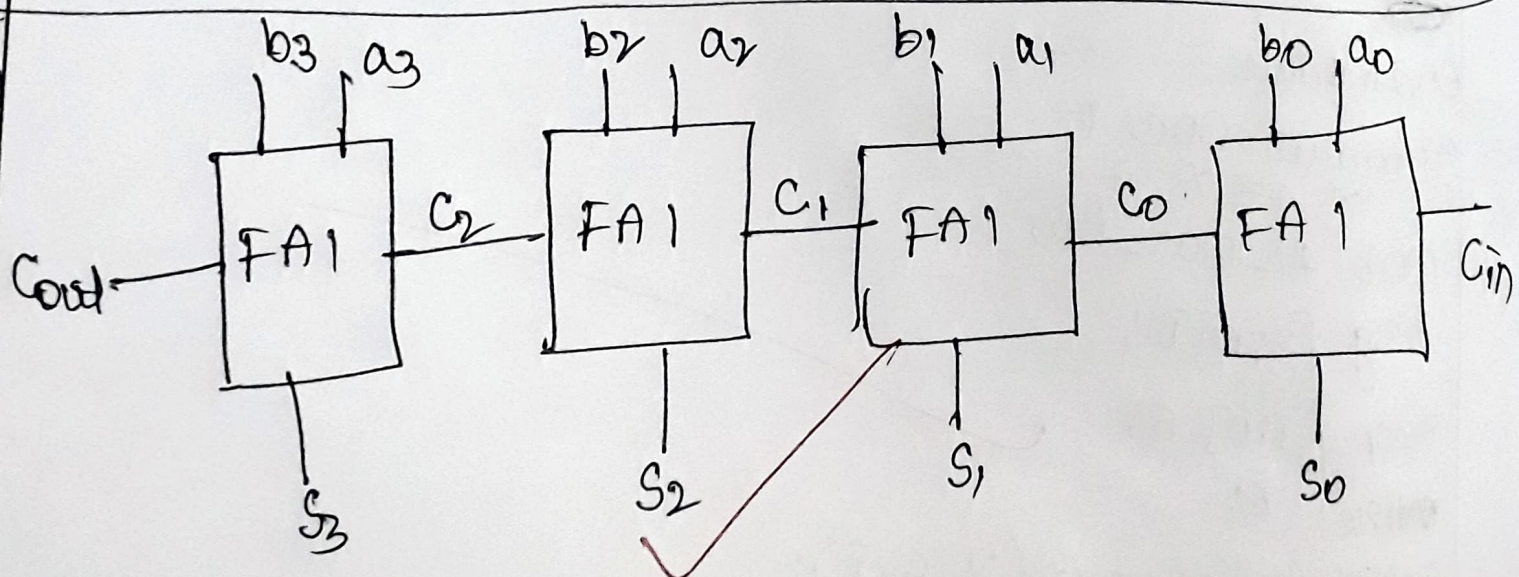 b3 a3 b2 a2 b1 a1 b0 a0
Cout FA1 C2 FA1 C1 FA1 C0 FA1 Cin
S3 S2 S1 S0